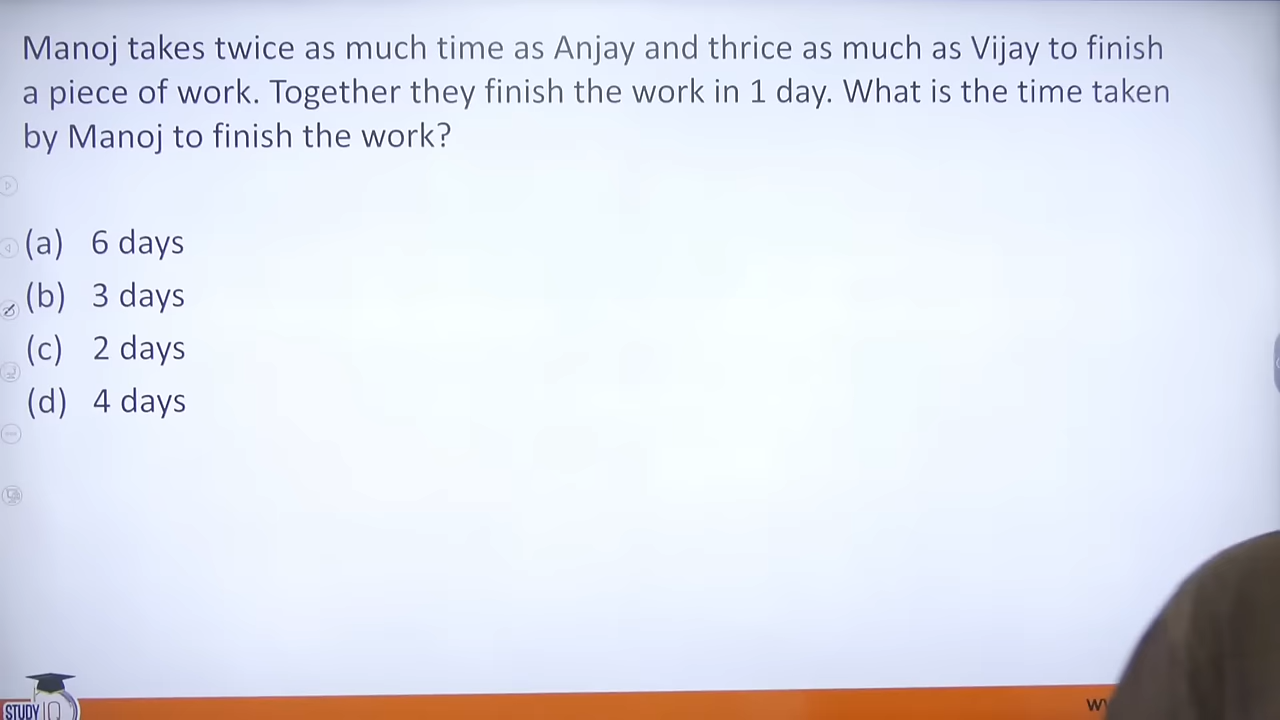 Manoj takes twice as much time as Anjay and thrice as much as Vijay to finish
a piece of work. Together they finish the work in 1 day. What is the time taken
by Manoj to finish the work?
(a) 6 days
(b) 3 days
(c) 2 days
(d) 4 days
STUDY IQ